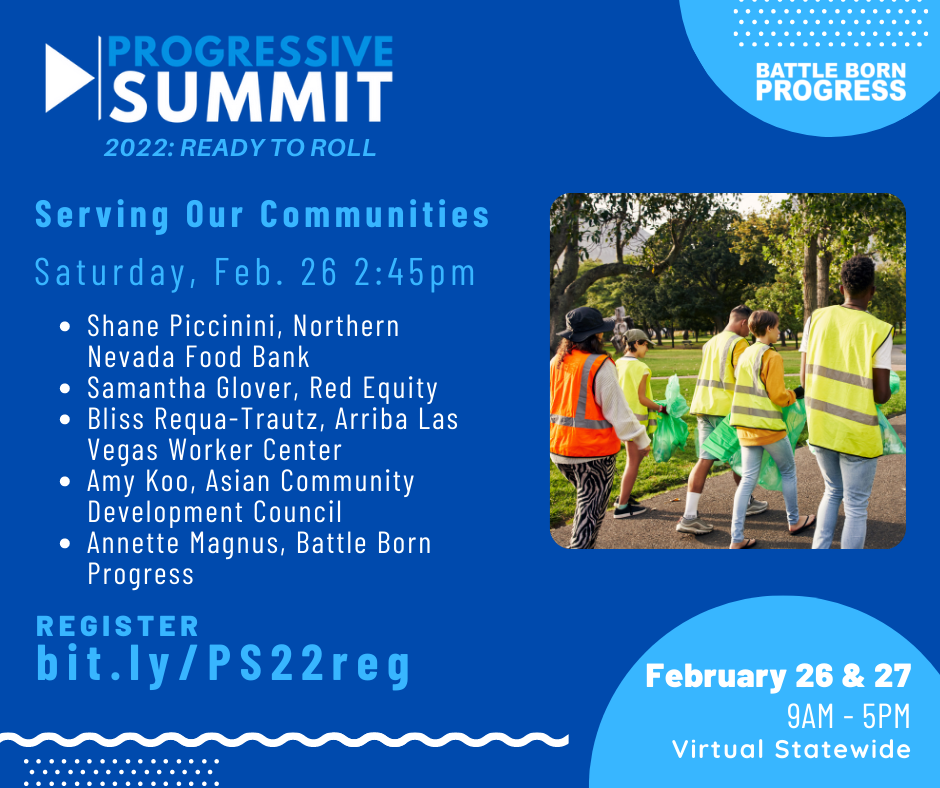 PROGRESSIVE
SUMMIT
2022: READY TO ROLL
BATTLE BORN
PROGRESS
Serving Our Communities
Saturday, Feb. 26 2:45pm
• Shane Piccinini, Northern
Nevada Food Bank
• Samantha Glover, Red Equity
• Bliss Requa-Trautz, Arriba Las
Vegas Worker Center
• Amy Koo, Asian Community
Development Council
• Annette Magnus, Battle Born
Progress
REGISTER
bit.ly/PS22reg
February 26 & 27
9AM - 5PM
Virtual Statewide